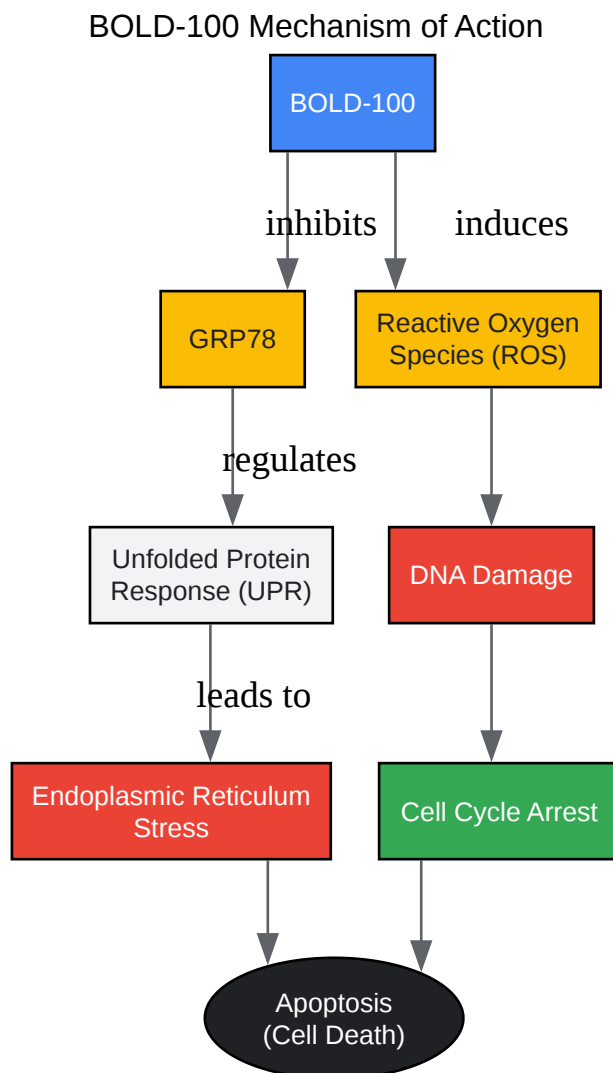 BOLD-100 Mechanism of Action
BOLD-100
inhibits
induces
GRP78
Reactive Oxygen
Species (ROS)
regulates
Unfolded Protein
Response (UPR)
DNA Damage
leads to
Endoplasmic Reticulum
Stress
Cell Cycle Arrest
Apoptosis
(Cell Death)